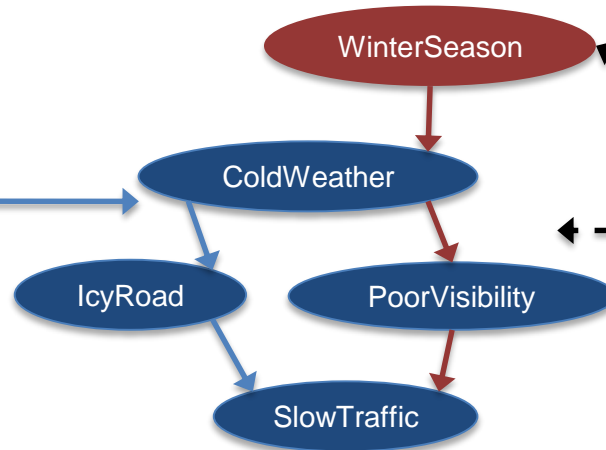 WinterSeason
ColdWeather
IcyRoad
PoorVisibility
SlowTraffic